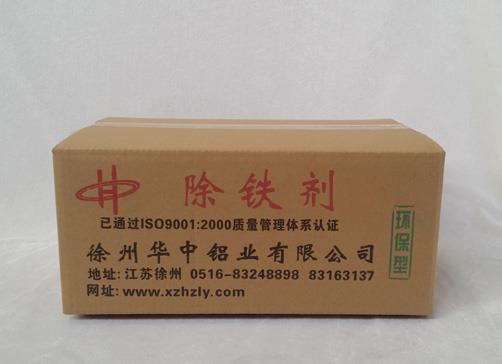 除铁剂
已通过ISO9001:2000质量管理体系认证
徐州华中铝业有限公司
地址:江苏徐州 0516-83248898 83163137
网址:www.xzhzly.com
环保型